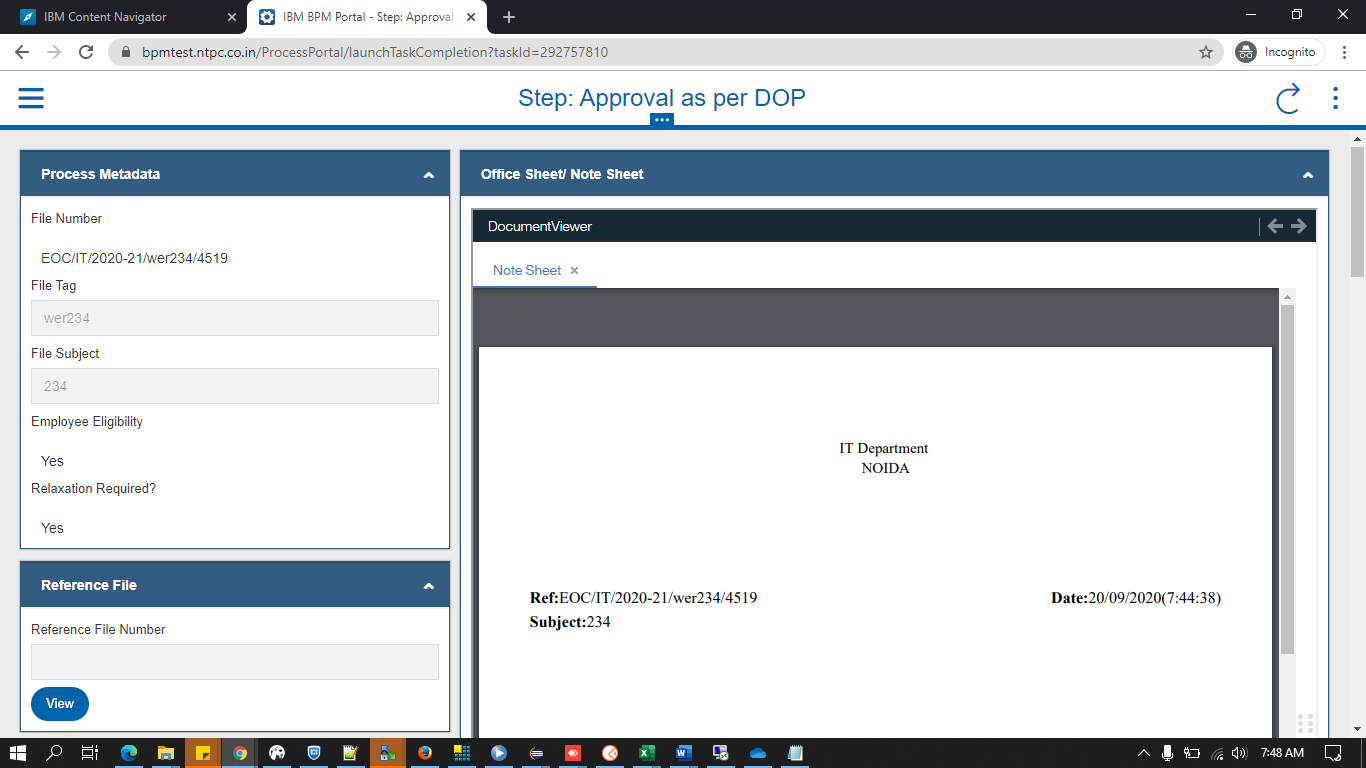 IBM Content Navigator
IBM BPM Portal - Step: Approval
bpmtest.ntpc.co.in/ProcessPortal/launchTaskCompletion?taskId=292757810
Incognito
Step: Approval as per DOP
Process Metadata
File Number
EOC/IT/2020-21/wer234/4519
File Tag
wer234
File Subject
234
Employee Eligibility
Yes
Relaxation Required?
Yes
Reference File
Reference File Number
View
Office Sheet/ Note Sheet
DocumentViewer
Note Sheet
IT Department
NOIDA
Ref:EOC/IT/2020-21/wer234/4519
Date:20/09/2020(7:44:38)
Subject:234
7:48 AM